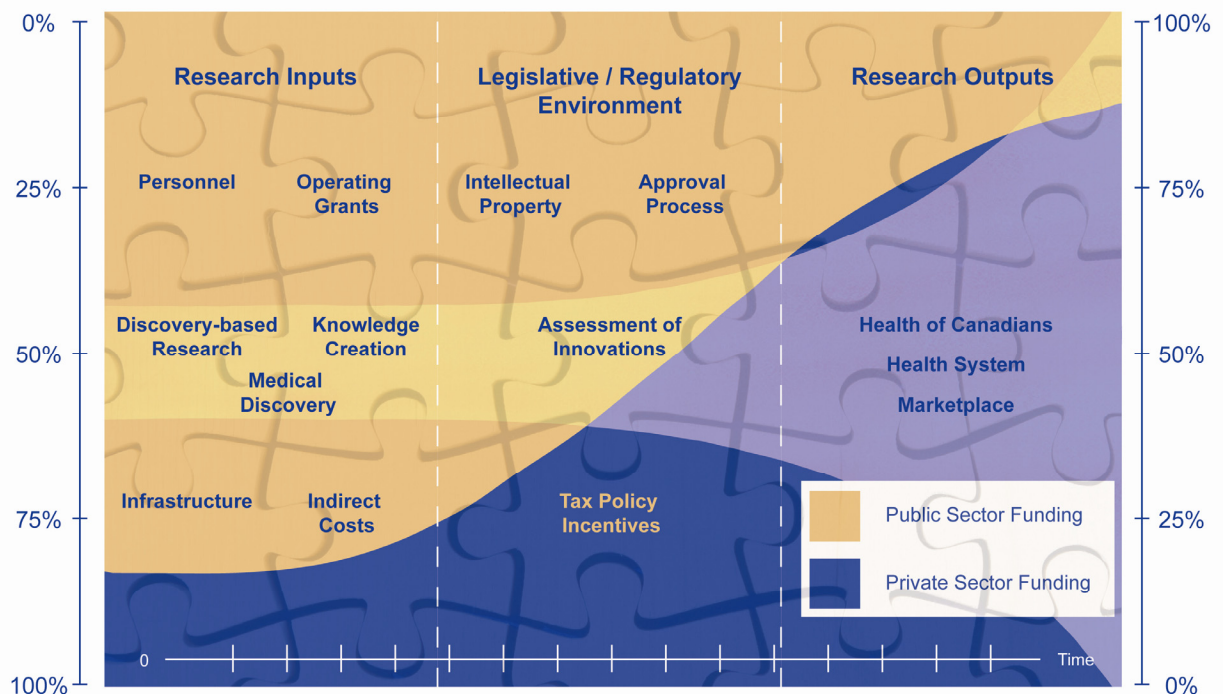 0%
100%
Research Inputs
Legislative / Regulatory
Environment
Research Outputs
25%
75%
Personnel
Operating
Grants
Intellectual
Property
Approval
Process
50%
50%
Discovery-based
Research
Knowledge
Creation
Medical
Discovery
Assessment of
Innovations
Health of Canadians
Health System
Marketplace
75%
25%
Infrastructure
Indirect
Costs
Tax Policy
Incentives
Public Sector Funding
Private Sector Funding
0
Time
100%
0%